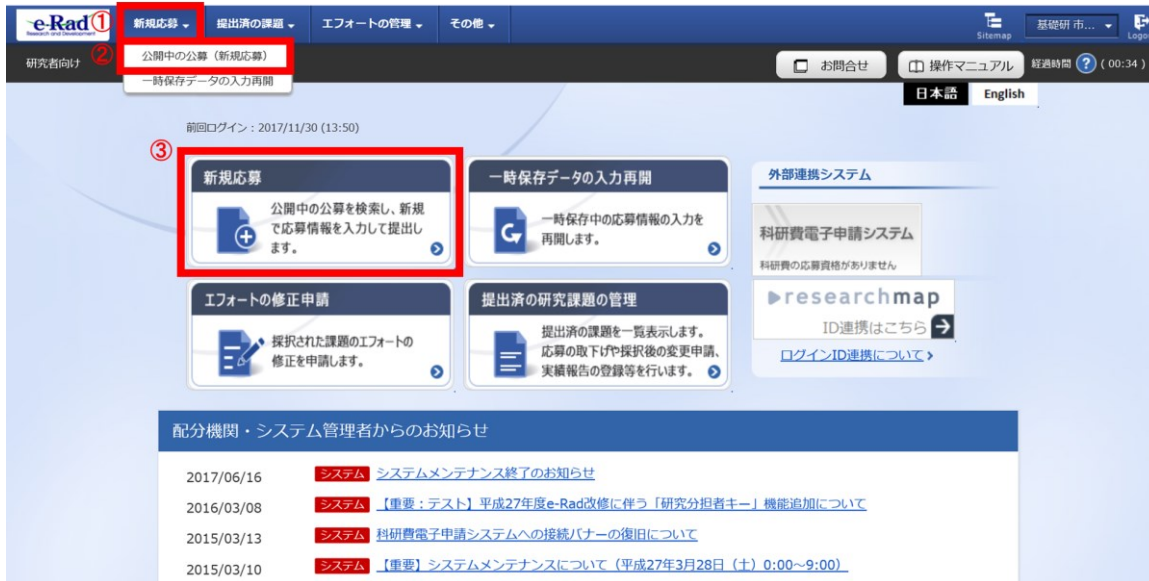 e-Rad
Research and Development
①
新規応募
提出済の課題
エフォートの管理
その他
Sitemap
基礎研 市...
研究者向け
②
公開中の公募（新規応募）
一時保存データの入力再開
お問合せ
操作マニュアル
経過時間 ? ( 00:34 )
日本語
English
前回ログイン：2017/11/30 (13:50)
③
新規応募
公開中の公募を検索し、新規
で応募情報を入力して提出し
ます。
一時保存データの入力再開
一時保存中の応募情報の入力を
再開します。
外部連携システム
科研費電子申請システム
科研費の応募資格がありません
エフォートの修正申請
採択された課題のエフォートの
修正を申請します。
提出済の研究課題の管理
提出済の課題を一覧表示します。
応募の取下げや採択後の変更申請、
実績報告の登録等を行います。
researchmap
ID連携はこちら
ログインID連携について
配分機関・システム管理者からのお知らせ
2017/06/16 システム システムメンテナンス終了のお知らせ
2016/03/08 システム 【重要：テスト】平成27年度e-Rad改修に伴う「研究分担者キー」機能追加について
2015/03/13 システム 科研費電子申請システムへの接続バナーの復旧について
2015/03/10 システム 【重要】システムメンテナンスについて（平成27年3月28日（土）0:00～9:00）